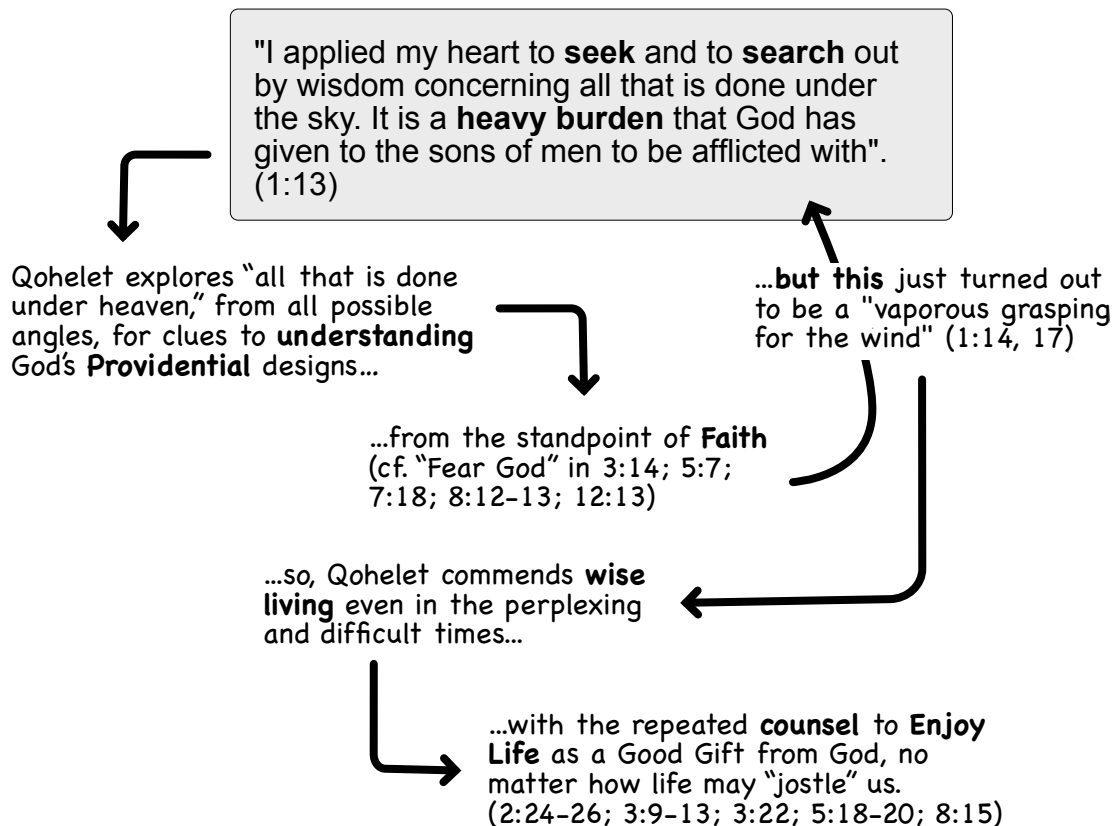 "I applied my heart to seek and to search out
by wisdom concerning all that is done under
the sky. It is a heavy burden that God has
given to the sons of men to be afflicted with".
(1:13)
Qohelet explores “all that is done
under heaven,” from all possible
angles, for clues to understanding
God’s Providential designs...
...from the standpoint of Faith
(cf. “Fear God” in 3:14; 5:7;
7:18; 8:12-13; 12:13)
...but this just turned out
to be a "vaporous grasping
for the wind" (1:14, 17)
...so, Qohelet commends wise
living even in the perplexing
and difficult times...
...with the repeated counsel to Enjoy
Life as a Good Gift from God, no
matter how life may “jostle” us.
(2:24-26; 3:9-13; 3:22; 5:18-20; 8:15)